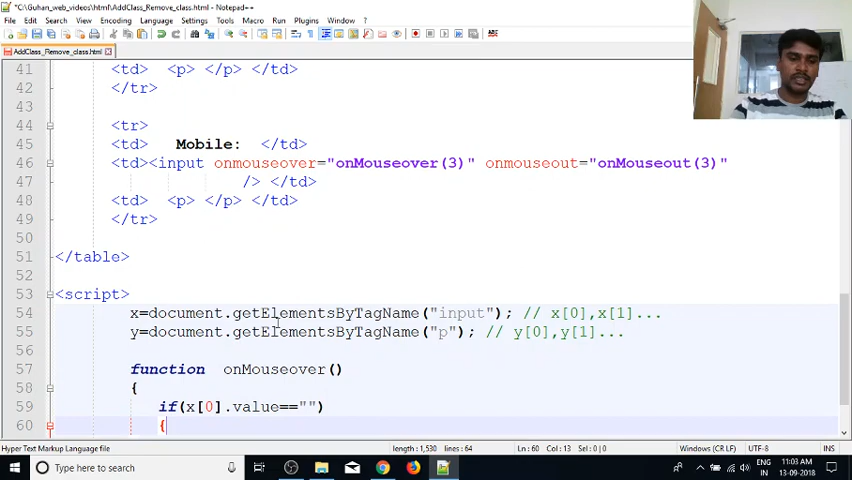 *C:\Guhan_web_videos\html\AddClass_Remove_class.html - Notepad++
File Edit Search View Encoding Language Settings Tools Macro Run Plugins Window ?
AddClass_Remove_class.html
41 <td> <p> </p> </td>
42 </tr>
43
44 <tr>
45 <td> Mobile: </td>
46 <td><input onmouseover="onMouseover(3)" onmouseout="onMouseout(3)"
47 /> </td>
48 <td> <p> </p> </td>
49 </tr>
50
51 </table>
52
53 <script>
54 x=document.getElementsByTagName("input"); // x[0],x[1]...
55 y=document.getElementsByTagName("p"); // y[0],y[1]...
56
57 function onMouseover()
58 {
59 if(x[0].value=="")
60 {
Hyper Text Markup Language file length : 1,530 lines : 64 Ln : 60 Col : 13 Sel : 0 | 0 Windows (CR LF) UTF-8 INS
Type here to search
ENG
IN
11:03 AM
13-09-2018